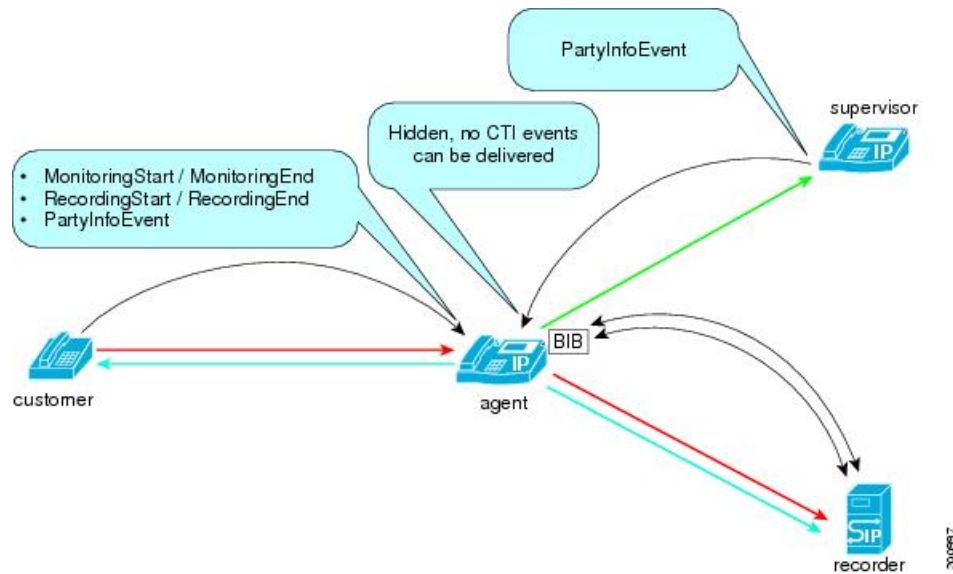 PartyInfoEvent
supervisor
IP
Hidden, no CTI events
can be delivered
• MonitoringStart / MonitoringEnd
• RecordingStart / RecordingEnd
• PartyInfoEvent
customer
IP
BIB
agent
SIP
recorder